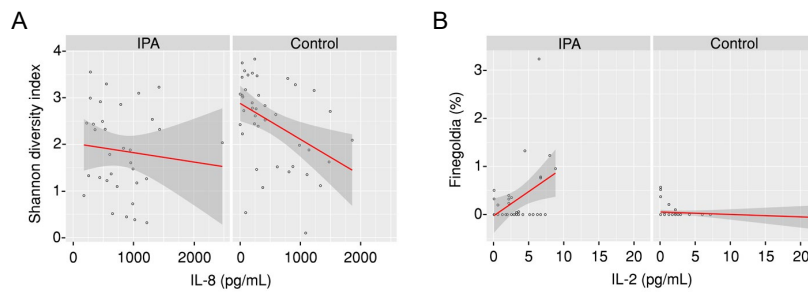 A
IPA
Control
Shannon diversity index
4
3
2
1
0
0 1000 2000 0 1000 2000
IL-8 (pg/mL)
B
IPA
Control
Finegoldia (%)
3
2
1
0
0 5 10 15 20 0 5 10 15 20
IL-2 (pg/mL)